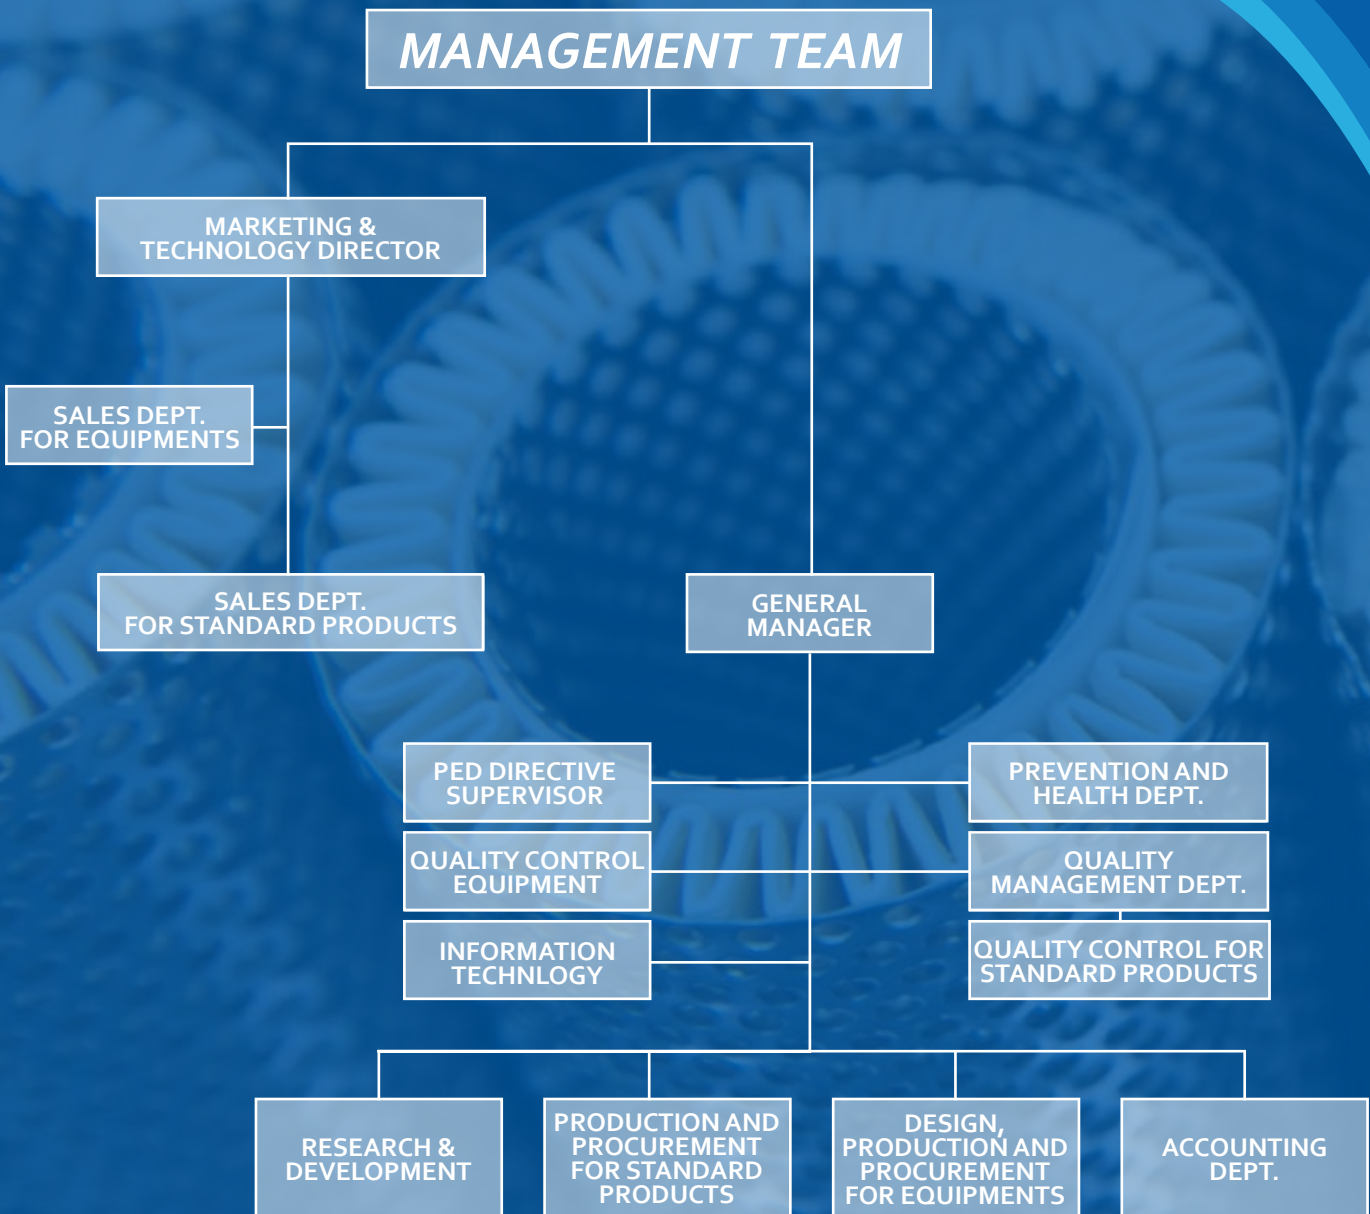 MANAGEMENT TEAM
MARKETING &
TECHNOLOGY DIRECTOR
SALES DEPT.
FOR EQUIPMENTS
SALES DEPT.
FOR STANDARD PRODUCTS
GENERAL
MANAGER
PED DIRECTIVE
SUPERVISOR
PREVENTION AND
HEALTH DEPT.
QUALITY CONTROL
EQUIPMENT
QUALITY
MANAGEMENT DEPT.
INFORMATION
TECHNLOGY
QUALITY CONTROL FOR
STANDARD PRODUCTS
RESEARCH &
DEVELOPMENT
PRODUCTION AND
PROCUREMENT
FOR STANDARD
PRODUCTS
DESIGN,
PRODUCTION AND
PROCUREMENT
FOR EQUIPMENTS
ACCOUNTING
DEPT.